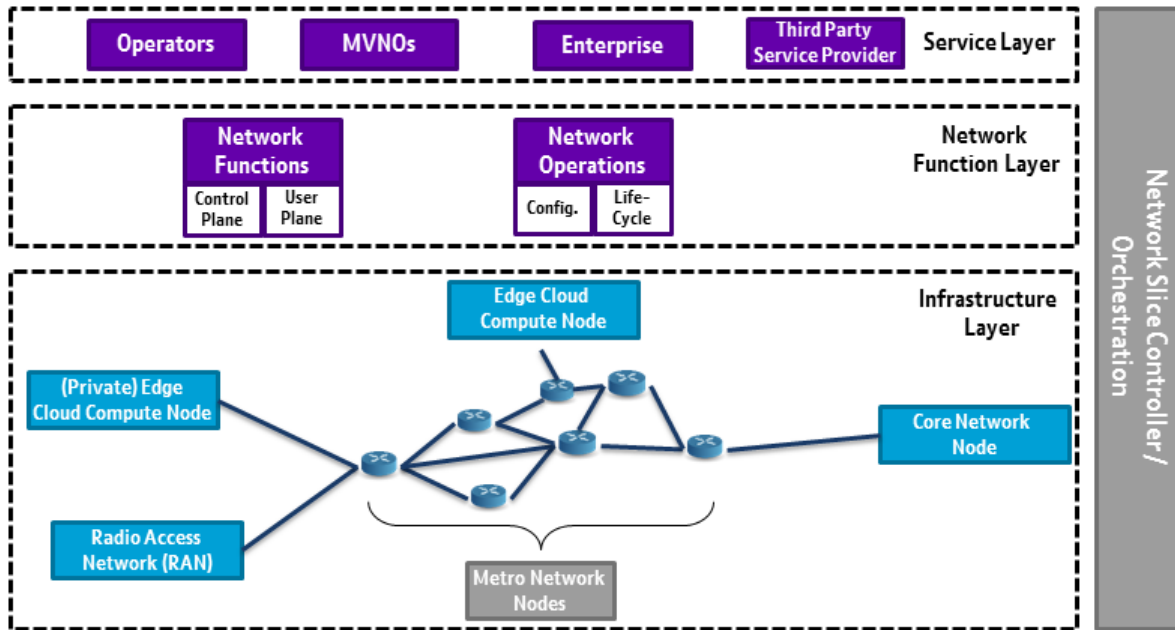 Operators
MVNOs
Enterprise
Third Party
Service Provider
Service Layer
Network
Functions
Control
Plane
User
Plane
Network
Operations
Config.
Life-
Cycle
Network
Function Layer
Edge Cloud
Compute Node
Infrastructure
Layer
(Private) Edge
Cloud Compute Node
Core Network
Node
Radio Access
Network (RAN)
Metro Network
Nodes
Network Slice Controller/
Orchestration